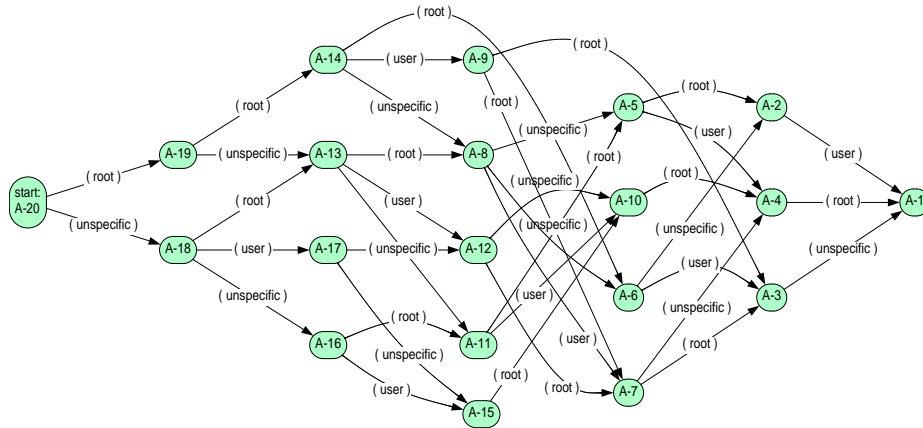 ( root )
A-14
( user )
A-9
( root )
( root )
( unspecific )
( root )
A-5
( root )
A-2
A-19
( unspecific )
A-13
( root )
A-8
( unspecific )
( user )
( user )
( root )
start:
A-20
( root )
( unspecific )
( root )
( user )
( unspecific )
A-10
( root )
A-4
( root )
A-1
A-18
( user )
A-17
( unspecific )
A-12
( unspecific )
( unspecific )
( unspecific )
( unspecific )
A-6
( user )
A-3
( user )
( unspecific )
A-16
( root )
A-11
( unspecific )
( user )
( root )
( root )
( user )
A-15
( root )
A-7